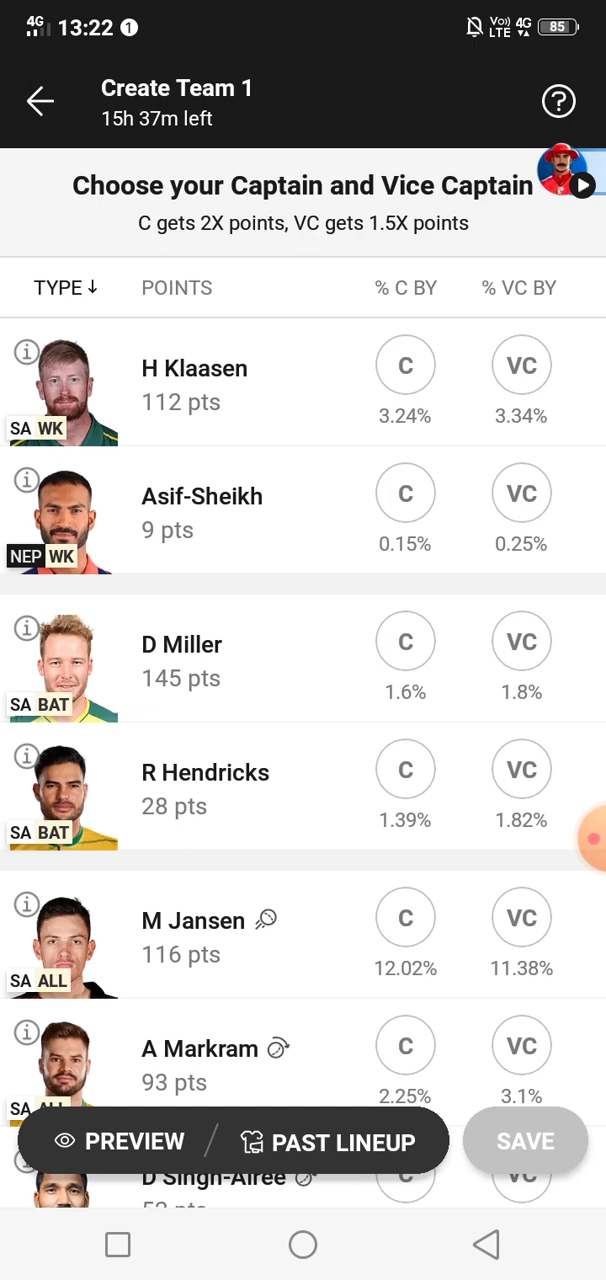 4G 13:22 1 Vo)) LTE 4G 85
Create Team 1
15h 37m left
?
Choose your Captain and Vice Captain
C gets 2X points, VC gets 1.5X points
TYPE ↓ POINTS % C BY % VC BY
H Klaasen C VC
112 pts 3.24% 3.34%
SA WK
Asif-Sheikh C VC
9 pts 0.15% 0.25%
NEP WK
D Miller C VC
145 pts 1.6% 1.8%
SA BAT
R Hendricks C VC
28 pts 1.39% 1.82%
SA BAT
M Jansen C VC
116 pts 12.02% 11.38%
SA ALL
A Markram C VC
93 pts 2.25% 3.1%
SA ALL
PREVIEW / PAST LINEUP SAVE
D Singh-Airee C VC